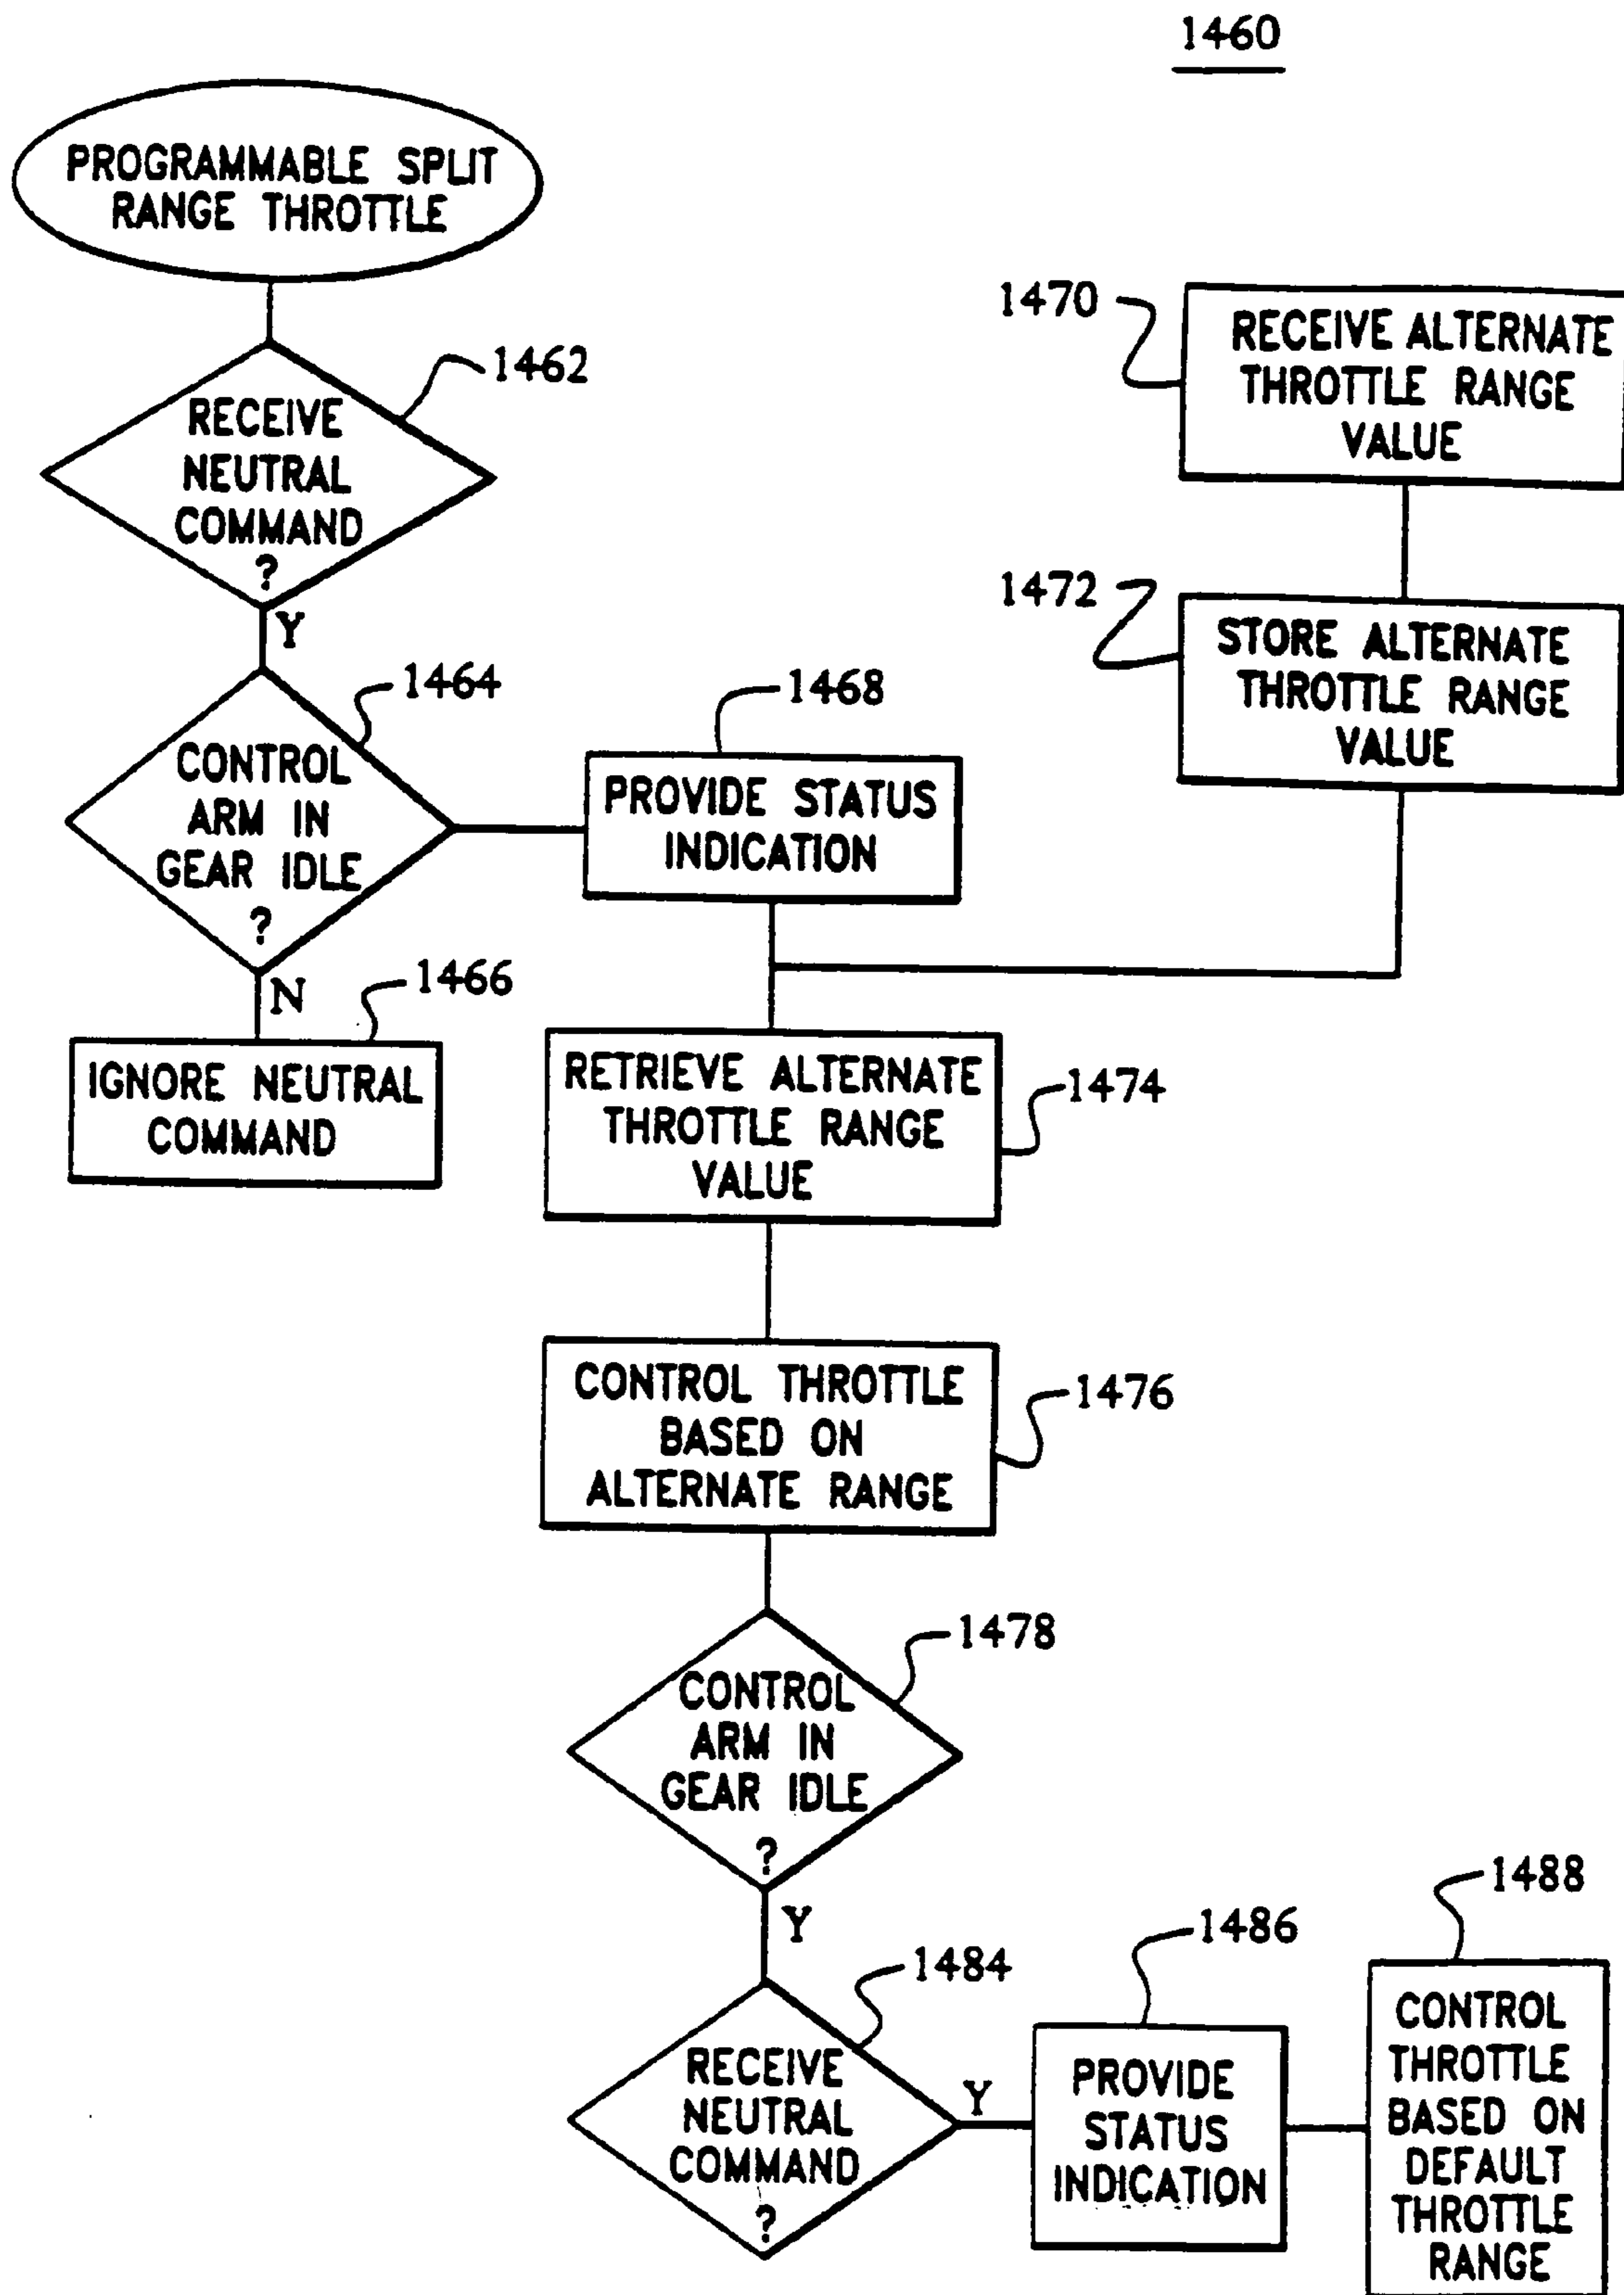 1460
PROGRAMMABLE SPLIT
RANGE THROTTLE
1462
RECEIVE
NEUTRAL
COMMAND
?
Y
1464
CONTROL
ARM IN
GEAR IDLE
?
N
1466
IGNORE NEUTRAL
COMMAND
1468
PROVIDE STATUS
INDICATION
1470
RECEIVE ALTERNATE
THROTTLE RANGE
VALUE
1472
STORE ALTERNATE
THROTTLE RANGE
VALUE
RETRIEVE ALTERNATE
THROTTLE RANGE
VALUE
1474
CONTROL THROTTLE
BASED ON
ALTERNATE RANGE
1476
1478
CONTROL
ARM IN
GEAR IDLE
?
Y
1484
RECEIVE
NEUTRAL
COMMAND
?
Y
1486
PROVIDE
STATUS
INDICATION
1488
CONTROL
THROTTLE
BASED ON
DEFAULT
THROTTLE
RANGE